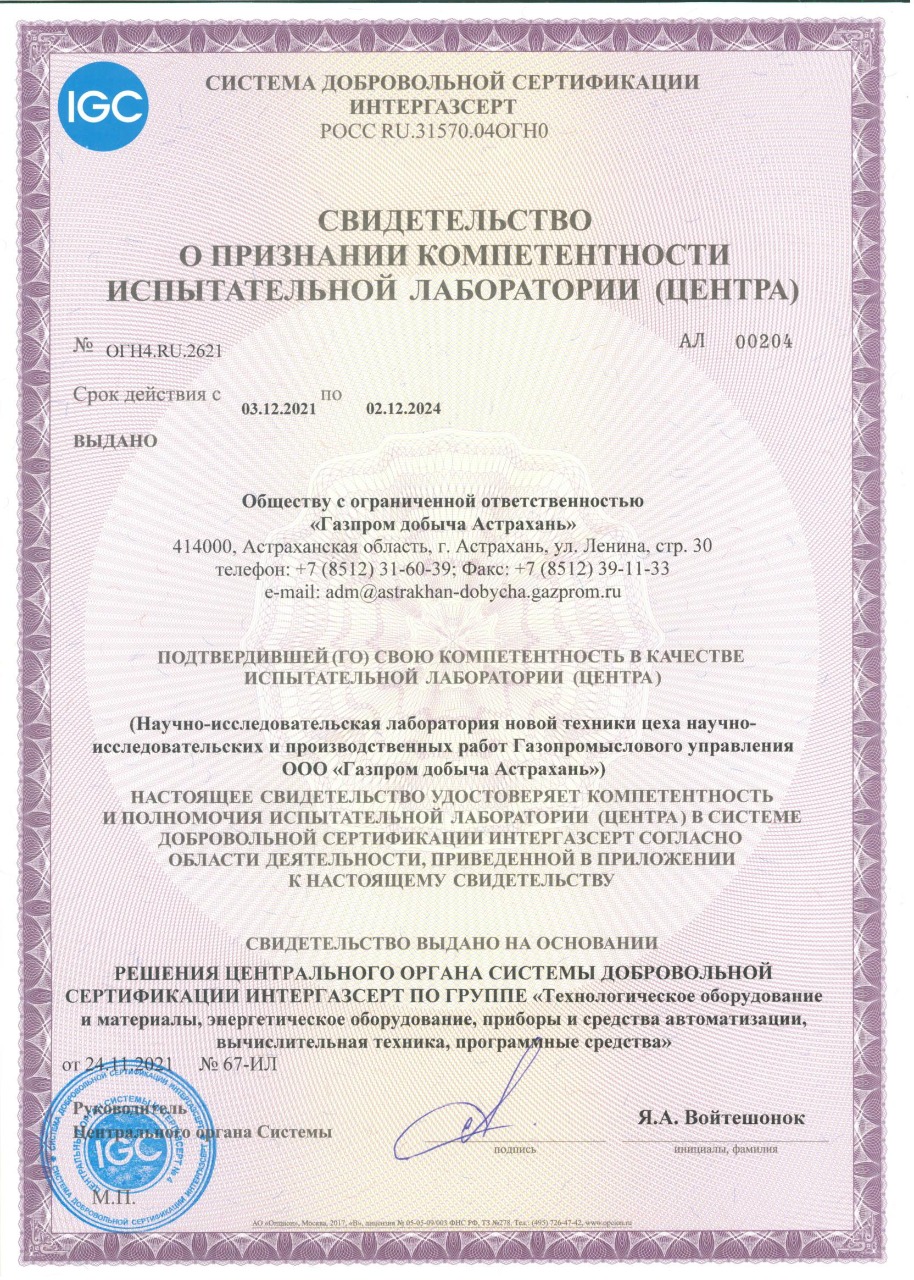 IGC
СИСТЕМА ДОБРОВОЛЬНОЙ СЕРТИФИКАЦИИ
ИНТЕРГАЗСЕРТ
РОСС RU.31570.04ОГН0
СВИДЕТЕЛЬСТВО
О ПРИЗНАНИИ КОМПЕТЕНТНОСТИ
ИСПЫТАТЕЛЬНОЙ ЛАБОРАТОРИИ (ЦЕНТРА)
№ ОГН4.RU.2621 АЛ 00204
Срок действия с 03.12.2021 по 02.12.2024
ВЫДАНО
Обществу с ограниченной ответственностью
«Газпром добыча Астрахань»
414000, Астраханская область, г. Астрахань, ул. Ленина, стр. 30
телефон: +7 (8512) 31-60-39; Факс: +7 (8512) 39-11-33
e-mail: adm@astrakhan-dobycha.gazprom.ru
ПОДТВЕРДИВШЕЙ (ГО) СВОЮ КОМПЕТЕНТНОСТЬ В КАЧЕСТВЕ
ИСПЫТАТЕЛЬНОЙ ЛАБОРАТОРИИ (ЦЕНТРА)
(Научно-исследовательская лаборатория новой техники цеха научно-
исследовательских и производственных работ Газопромыслового управления
ООО «Газпром добыча Астрахань»)
НАСТОЯЩЕЕ СВИДЕТЕЛЬСТВО УДОСТОВЕРЯЕТ КОМПЕТЕНТНОСТЬ
И ПОЛНОМОЧИЯ ИСПЫТАТЕЛЬНОЙ ЛАБОРАТОРИИ (ЦЕНТРА) В СИСТЕМЕ
ДОБРОВОЛЬНОЙ СЕРТИФИКАЦИИ ИНТЕРГАЗСЕРТ СОГЛАСНО
ОБЛАСТИ ДЕЯТЕЛЬНОСТИ, ПРИВЕДЕННОЙ В ПРИЛОЖЕНИИ
К НАСТОЯЩЕМУ СВИДЕТЕЛЬСТВУ
СВИДЕТЕЛЬСТВО ВЫДАНО НА ОСНОВАНИИ
РЕШЕНИЯ ЦЕНТРАЛЬНОГО ОРГАНА СИСТЕМЫ ДОБРОВОЛЬНОЙ
СЕРТИФИКАЦИИ ИНТЕРГАЗСЕРТ ПО ГРУППЕ «Технологическое оборудование
и материалы, энергетическое оборудование, приборы и средства автоматизации,
вычислительная техника, программные средства»
от 24.11.2021 № 67-ИЛ
Руководитель
Центрального органа Системы
Я.А. Войтешонок
подпись инициалы, фамилия
М.П.
СИСТЕМА ДОБРОВОЛЬНОЙ СЕРТИФИКАЦИИ ИНТЕРГАЗСЕРТ
ЦЕНТРАЛЬНЫЙ ОРГАН СИСТЕМЫ ИНТЕРГАЗСЕРТ № 4
IGC
АО «Опцион», Москва, 2017, «В», лицензия № 05-05-09/003 ФНС РФ, ТЗ №278. Тел.: (495) 726-47-42, www.opcion.ru